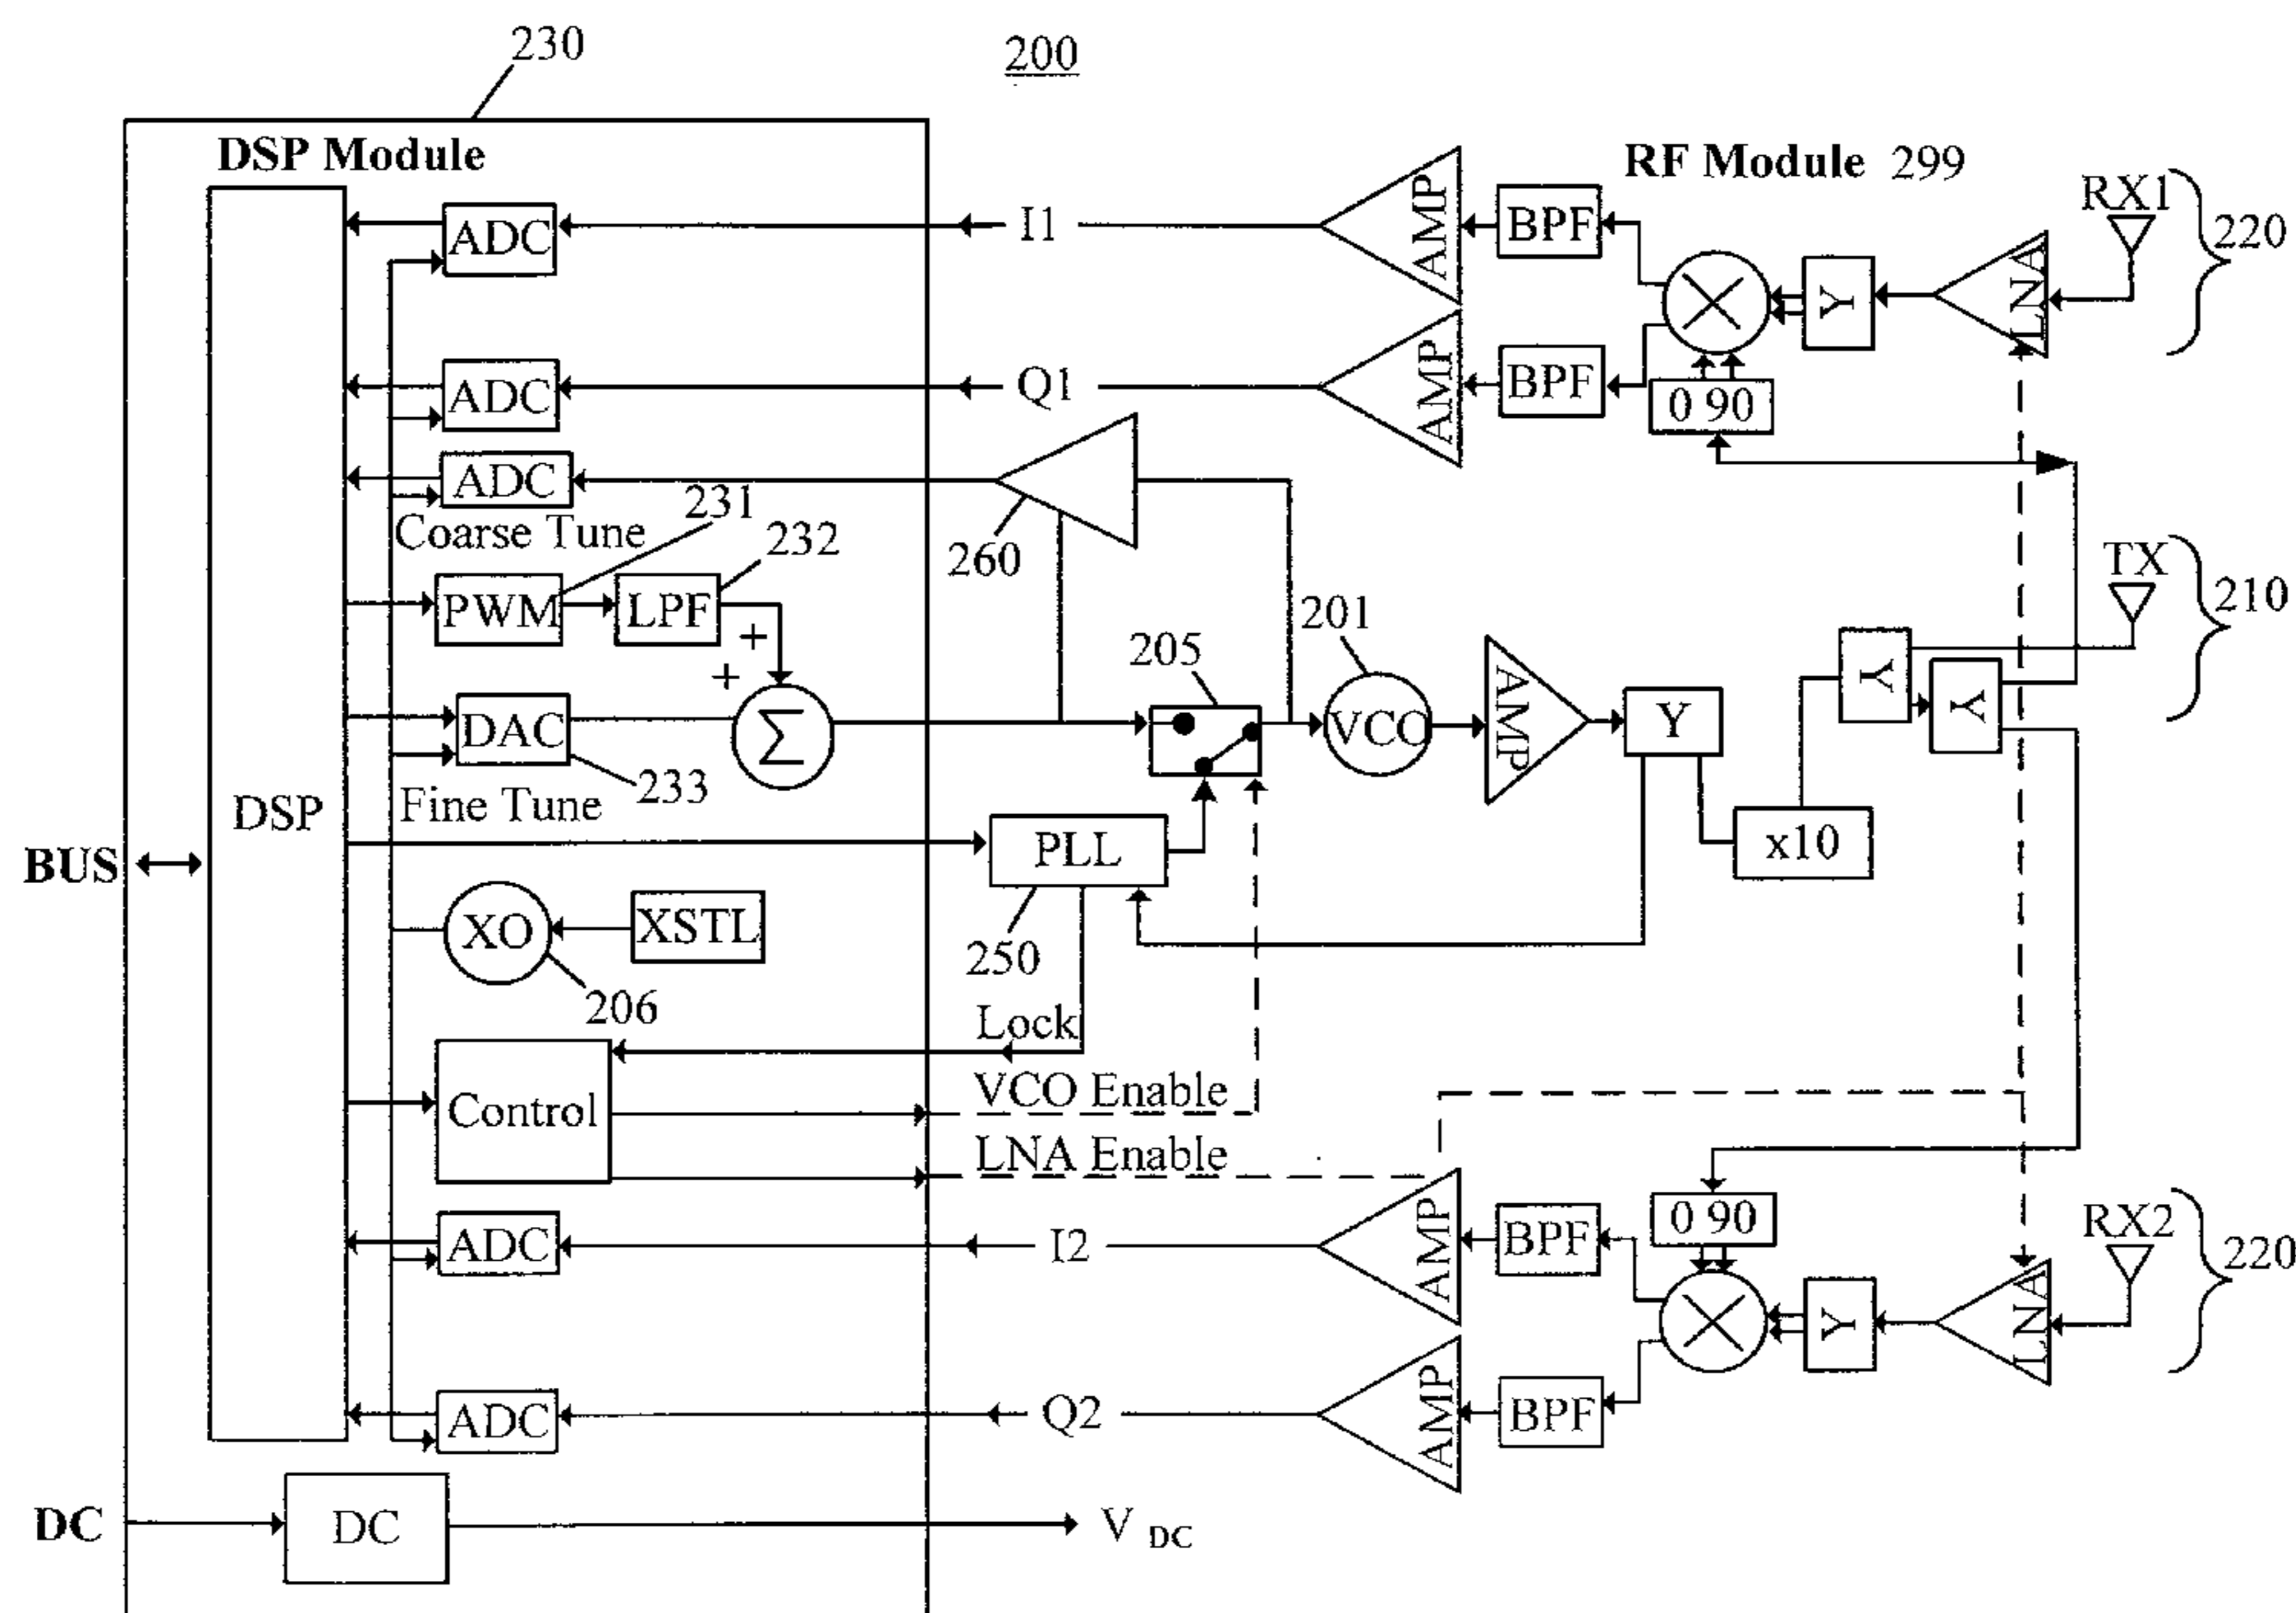 230
200
DSP Module
RF Module 299
RX1
220
ADC
I1
AMP
BPF
Y
LNA
ADC
Q1
AMP
BPF
0 90
ADC
Coarse Tune
231
232
260
TX
210
PWM
LPF
+
+
205
201
DAC
Σ
VCO
AMP
Y
Y
Y
Fine Tune
233
DSP
BUS
PLL
x10
XO
XSTL
250
206
Lock
Control
VCO Enable
LNA Enable
ADC
I2
AMP
BPF
0 90
RX2
220
Y
LNA
ADC
Q2
AMP
BPF
DC
DC
V DC